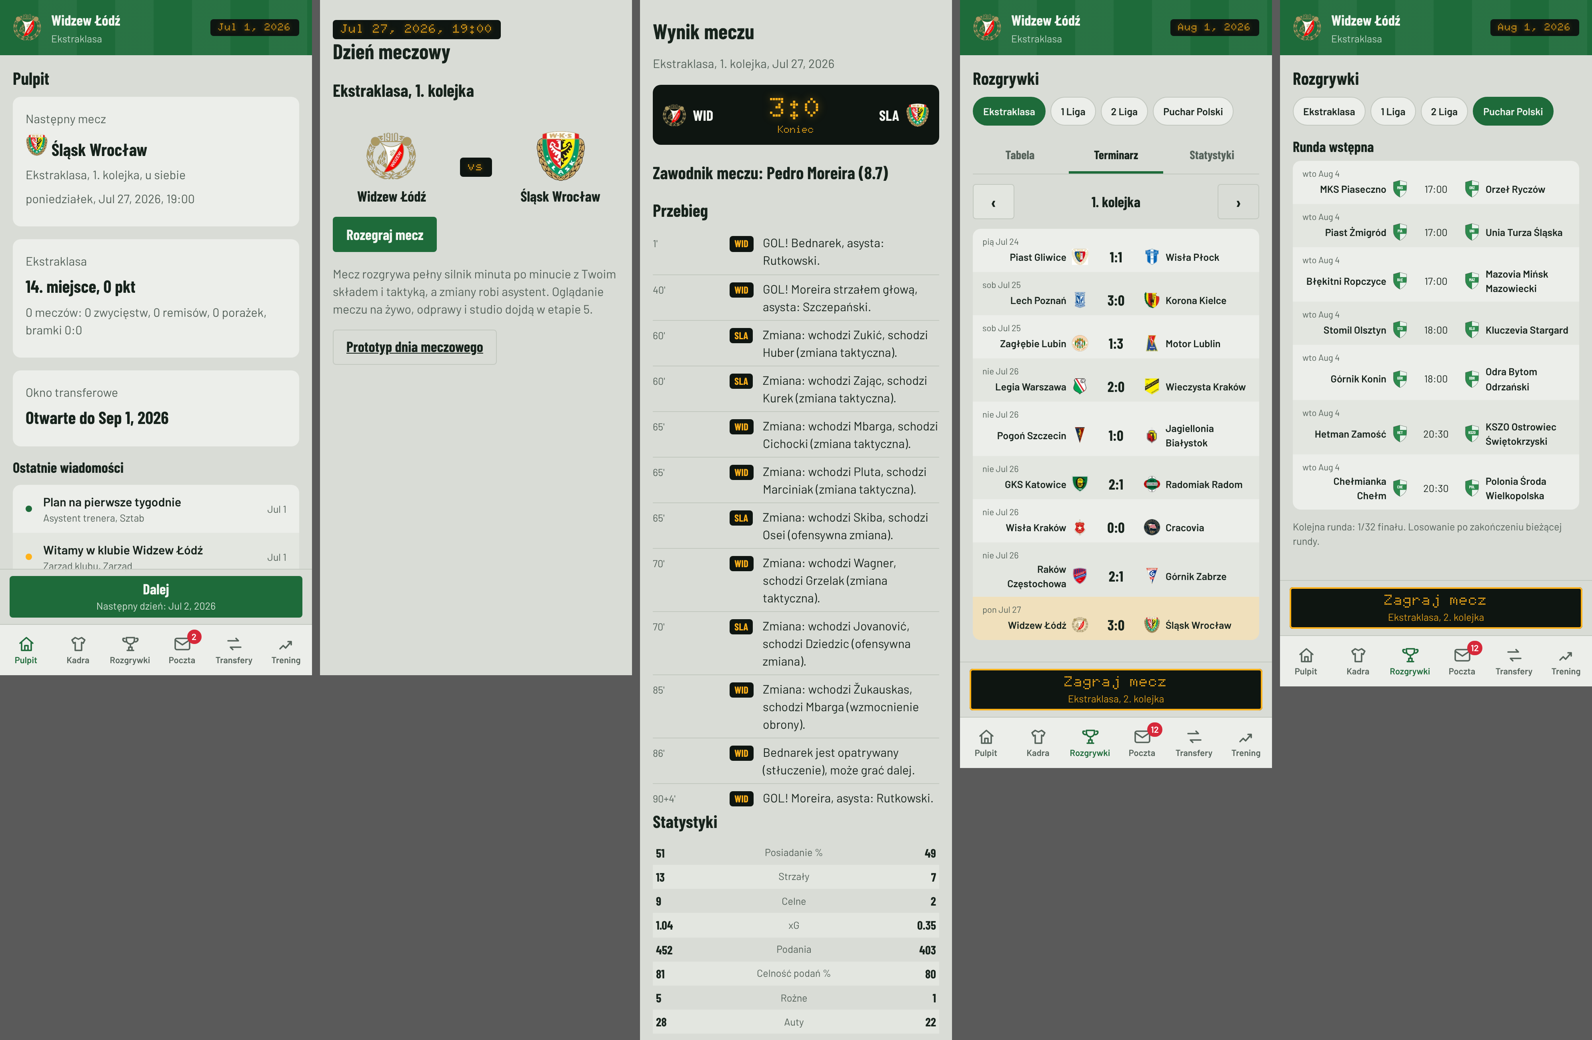 Widzew Łódź
Ekstraklasa
Jul 1, 2026
Pulpit
Następny mecz
Śląsk Wrocław
Ekstraklasa, 1. kolejka, u siebie
poniedziałek, Jul 27, 2026, 19:00
Ekstraklasa
14. miejsce, 0 pkt
0 meczów: 0 zwycięstw, 0 remisów, 0 porażek,
bramki 0:0
Okno transferowe
Otwarte do Sep 1, 2026
Ostatnie wiadomości
Plan na pierwsze tygodnie
Asystent trenera, Sztab
Jul 1
Witamy w klubie Widzew Łódź
Zarząd klubu, Zarząd
Jul 1
Dalej
Następny dzień: Jul 2, 2026
Pulpit
Kadra
Rozgrywki
2
Poczta
Transfery
Trening
Jul 27, 2026, 19:00
Dzień meczowy
Ekstraklasa, 1. kolejka
1910
vs
WKS
Widzew Łódź
Śląsk Wrocław
Rozegraj mecz
Mecz rozgrywa pełny silnik minuta po minucie z Twoim
składem i taktyką, a zmiany robi asystent. Oglądanie
meczu na żywo, odprawy i studio dojdą w etapie 5.
Prototyp dnia meczowego
Wynik meczu
Ekstraklasa, 1. kolejka, Jul 27, 2026
WID
3:0
Koniec
SLA
Zawodnik meczu: Pedro Moreira (8.7)
Przebieg
1' WID GOL! Bednarek, asysta:
Rutkowski.
40' WID GOL! Moreira strzałem głową,
asysta: Szczepański.
60' SLA Zmiana: wchodzi Zukić, schodzi
Huber (zmiana taktyczna).
60' SLA Zmiana: wchodzi Zając, schodzi
Kurek (zmiana taktyczna).
65' WID Zmiana: wchodzi Mbarga, schodzi
Cichocki (zmiana taktyczna).
65' WID Zmiana: wchodzi Pluta, schodzi
Marciniak (zmiana taktyczna).
65' SLA Zmiana: wchodzi Skiba, schodzi
Osei (ofensywna zmiana).
70' WID Zmiana: wchodzi Wagner,
schodzi Grzelak (zmiana
taktyczna).
70' SLA Zmiana: wchodzi Jovanović,
schodzi Dziedzic (ofensywna
zmiana).
85' WID Zmiana: wchodzi Žukauskas,
schodzi Mbarga (wzmocnienie
obrony).
86' WID Bednarek jest opatrywany
(stłuczenie), może grać dalej.
90+4' WID GOL! Moreira, asysta: Rutkowski.
Statystyki
51 Posiadanie % 49
13 Strzały 7
9 Celne 2
1.04 xG 0.35
452 Podania 403
81 Celność podań % 80
5 Rożne 1
28 Auty 22
Widzew Łódź
Ekstraklasa
Aug 1, 2026
Rozgrywki
Ekstraklasa
1 Liga
2 Liga
Puchar Polski
Tabela
Terminarz
Statystyki
‹
1. kolejka
›
pią Jul 24
Piast Gliwice 1:1 Wisła Płock
sob Jul 25
Lech Poznań 3:0 Korona Kielce
sob Jul 25
Zagłębie Lubin 1:3 Motor Lublin
nie Jul 26
Legia Warszawa 2:0 Wieczysta Kraków
nie Jul 26
Pogoń Szczecin 1:0 Jagiellonia
Białystok
nie Jul 26
GKS Katowice 2:1 Radomiak Radom
nie Jul 26
Wisła Kraków 0:0 Cracovia
nie Jul 26
Raków
Częstochowa 2:1 Górnik Zabrze
pon Jul 27
Widzew Łódź 3:0 Śląsk Wrocław
Zagraj mecz
Ekstraklasa, 2. kolejka
Pulpit
Kadra
Rozgrywki
12
Poczta
Transfery
Trening
Widzew Łódź
Ekstraklasa
Aug 1, 2026
Rozgrywki
Ekstraklasa
1 Liga
2 Liga
Puchar Polski
Runda wstępna
wto Aug 4
MKS Piaseczno 17:00 Orzeł Ryczów
wto Aug 4
Piast Żmigród 17:00 Unia Turza Śląska
wto Aug 4
Błękitni Ropczyce 17:00 Mazovia Mińsk
Mazowiecki
wto Aug 4
Stomil Olsztyn 18:00 Kluczevia Stargard
wto Aug 4
Górnik Konin 18:00 Odra Bytom
Odrzański
wto Aug 4
Hetman Zamość 20:30 KSZO Ostrowiec
Świętokrzyski
wto Aug 4
Chełmianka
Chełm 20:30 Polonia Środa
Wielkopolska
Kolejna runda: 1/32 finału. Losowanie po zakończeniu bieżącej
rundy.
Zagraj mecz
Ekstraklasa, 2. kolejka
Pulpit
Kadra
Rozgrywki
12
Poczta
Transfery
Trening